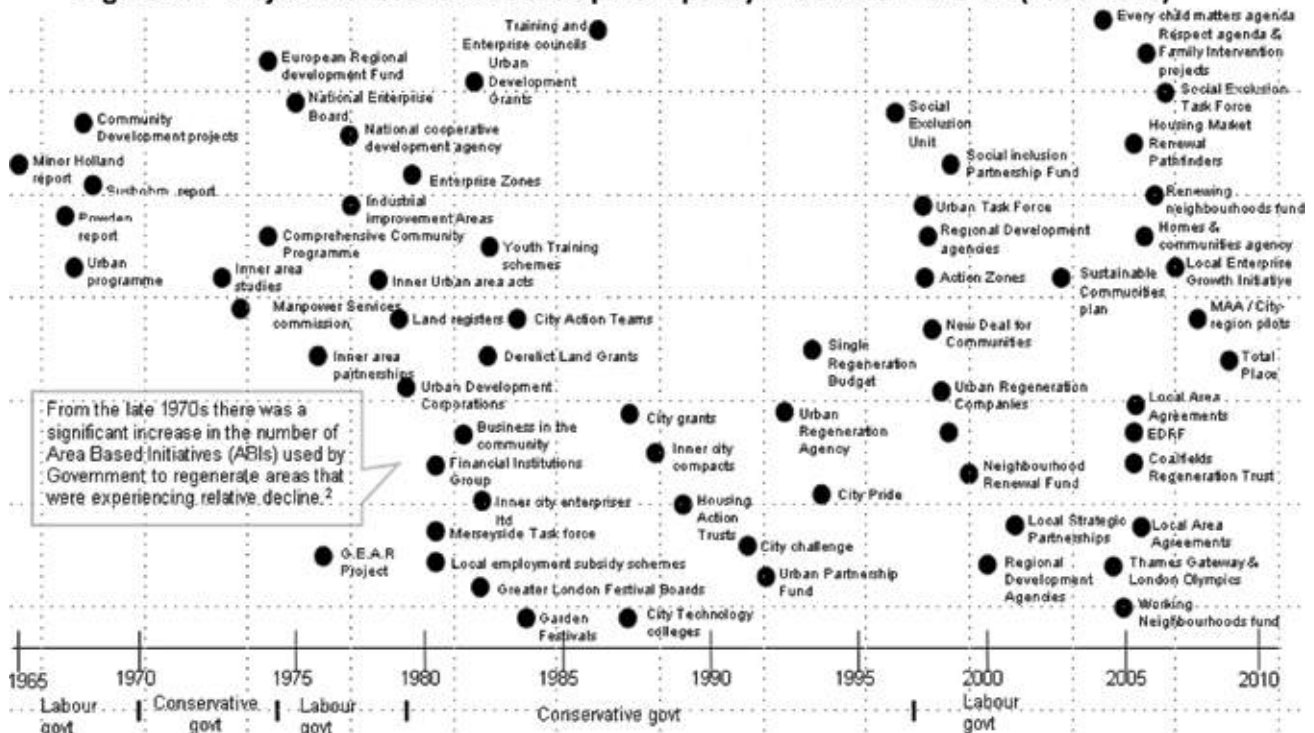 Training and
Enterprise councils
Every child matters agenda
Respect agenda &
Family Intervention
projects
European Regional
development Fund
Urban
Development
Grants
Social Exclusion
Task Force
National Enterprise
Board
Community
Development projects
National cooperative
development agency
Social
Exclusion
Unit
Housing Market
Renewal
Pathfinders
Minor Holland
report
Enterprise Zones
Social inclusion
Partnership Fund
report
Renewing
neighbourhoods fund
Industrial
improvement Areas
Urban Task Force
report
Comprehensive Community
Programme
Youth Training
schemes
Regional Development
agencies
Homes &
communities agency
Urban
programme
Inner area
studies
Inner Urban area acts
Action Zones
Sustainable
Communities
plan
Local Enterprise
Growth Initiative
Manpower Services
commission
Land registers
City Action Teams
New Deal for
Communities
MAA / City-
region pilots
Inner area
partnerships
Derelict Land Grants
Single
Regeneration
Budget
Total
Place
Urban Development
Corporations
Urban Regeneration
Companies
From the late 1970s there was a
significant increase in the number of
Area Based Initiatives (ABIs) used by
Government to regenerate areas that
were experiencing relative decline.2
City grants
Urban
Regeneration
Agency
Local Area
Agreements
Business in the
community
EDRF
Inner city
compacts
Financial Institutions
Group
Neighbourhood
Renewal Fund
Coalfields
Regeneration Trust
Inner city enterprises
ltd
Housing
Action
Trusts
City Pride
Merseyside Task force
Local Strategic
Partnerships
Local Area
Agreements
G.E.A.R
Project
City challenge
Local employment subsidy schemes
Urban Partnership
Fund
Regional
Development
Agencies
Thames Gateway &
London Olympics
Greater London Festival Boards
Garden
Festivals
City Technology
colleges
Working
Neighbourhoods fund
1965 1970 1975 1980 1985 1990 1995 2000 2005 2010
Labour
govt
Conservative
govt
Labour
govt
Conservative govt
Labour
govt